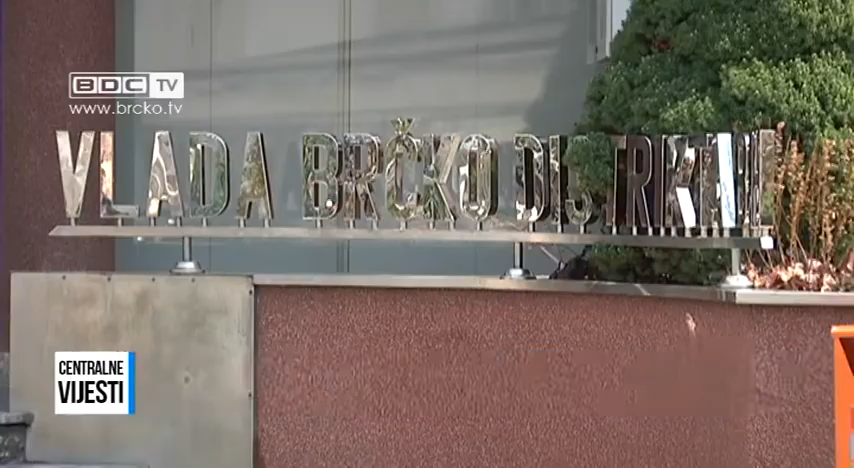 BDC TV
www.brcko.tv
VLADA BRČKO DISTRIKTA
CENTRALNE
VIJESTI